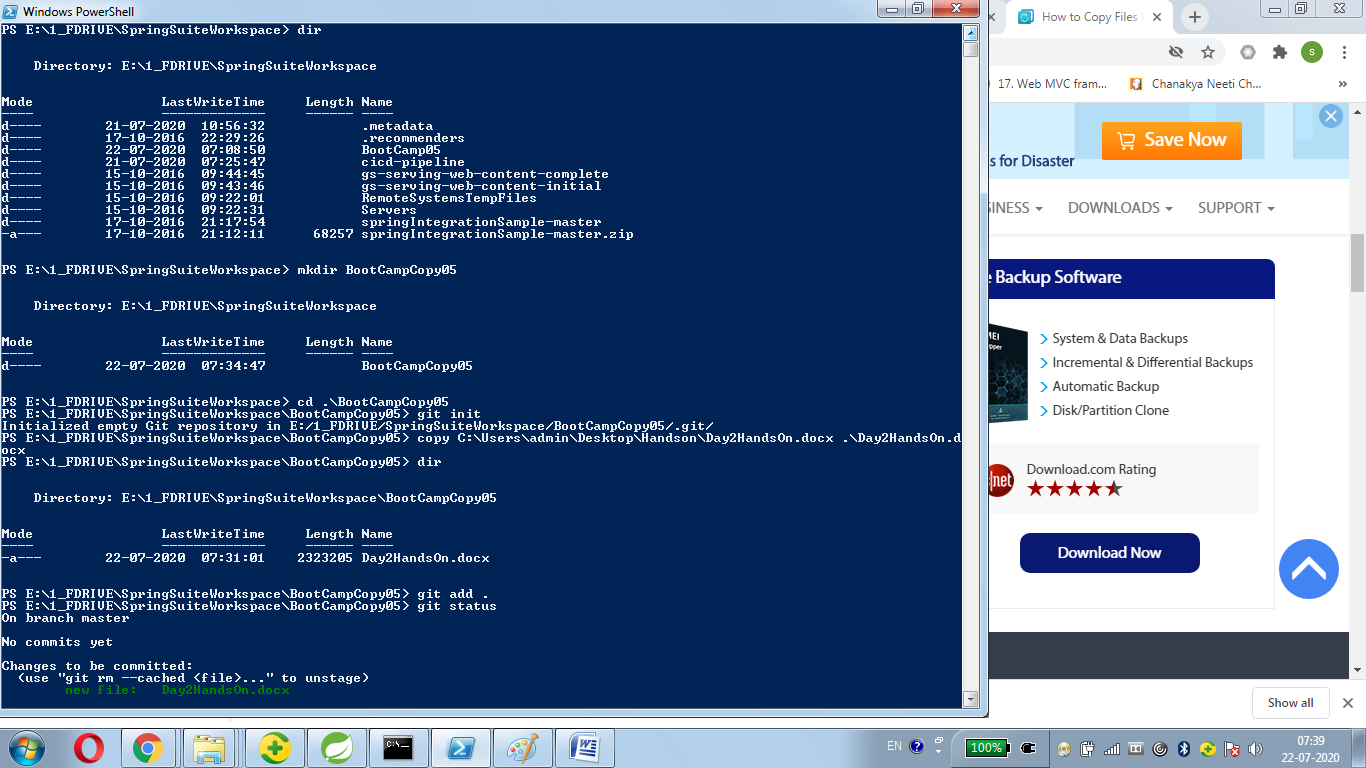 Windows PowerShell
PS E:\1_FDRIVE\SpringSuiteWorkspace> dir
Directory: E:\1_FDRIVE\SpringSuiteWorkspace
Mode LastWriteTime Length Name
---- ------------- ------ ----
d---- 21-07-2020 10:56:32 .metadata
d---- 17-10-2016 22:29:26 .recommenders
d---- 22-07-2020 07:08:50 BootCamp05
d---- 21-07-2020 07:25:47 cicd-pipeline
d---- 15-10-2016 09:44:45 gs-serving-web-content-complete
d---- 15-10-2016 09:43:46 gs-serving-web-content-initial
d---- 15-10-2016 09:22:01 RemoteSystemsTempFiles
d---- 15-10-2016 09:22:31 Servers
d---- 17-10-2016 21:17:54 springIntegrationSample-master
-a--- 17-10-2016 21:12:11 68257 springIntegrationSample-master.zip
PS E:\1_FDRIVE\SpringSuiteWorkspace> mkdir BootCampCopy05
Directory: E:\1_FDRIVE\SpringSuiteWorkspace
Mode LastWriteTime Length Name
---- ------------- ------ ----
d---- 22-07-2020 07:34:47 BootCampCopy05
PS E:\1_FDRIVE\SpringSuiteWorkspace> cd .\BootCampCopy05
PS E:\1_FDRIVE\SpringSuiteWorkspace\BootCampCopy05> git init
Initialized empty Git repository in E:/1_FDRIVE/SpringSuiteWorkspace/BootCampCopy05/.git/
PS E:\1_FDRIVE\SpringSuiteWorkspace\BootCampCopy05> copy C:\Users\admin\Desktop\Handson\Day2HandsOn.docx .\Day2HandsOn.d
ocx
PS E:\1_FDRIVE\SpringSuiteWorkspace\BootCampCopy05> dir
Directory: E:\1_FDRIVE\SpringSuiteWorkspace\BootCampCopy05
Mode LastWriteTime Length Name
---- ------------- ------ ----
-a--- 22-07-2020 07:31:01 2323205 Day2HandsOn.docx
PS E:\1_FDRIVE\SpringSuiteWorkspace\BootCampCopy05> git add .
PS E:\1_FDRIVE\SpringSuiteWorkspace\BootCampCopy05> git status
On branch master
No commits yet
Changes to be committed:
(use "git rm --cached <file>..." to unstage)
new file: Day2HandsOn.docx
How to Copy Files
S
17. Web MVC fram...
Chanakya Neeti Ch...
»
Save Now
s for Disaster
INESS
DOWNLOADS
SUPPORT
e Backup Software
MEI
pper
System & Data Backups
Incremental & Differential Backups
Automatic Backup
Disk/Partition Clone
net
Download.com Rating
Download Now
Show all
C:\
EN
100%
07:39
22-07-2020